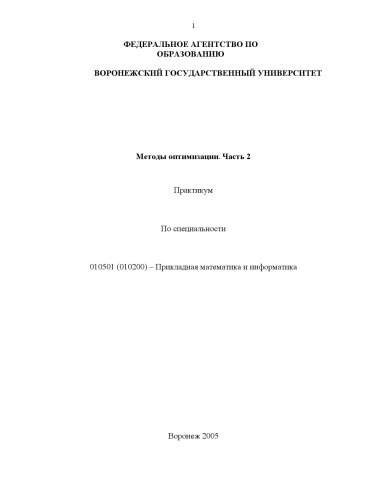 1
ФЕДЕРАЛЬНОЕ АГЕНТСТВО ПО
ОБРАЗОВАНИЮ
ВОРОНЕЖСКИЙ ГОСУДАРСТВЕННЫЙ УНИВЕРСИТЕТ
Методы оптимизации. Часть 2
Практикум
По специальности
010501 (010200) – Прикладная математика и информатика
Воронеж 2005